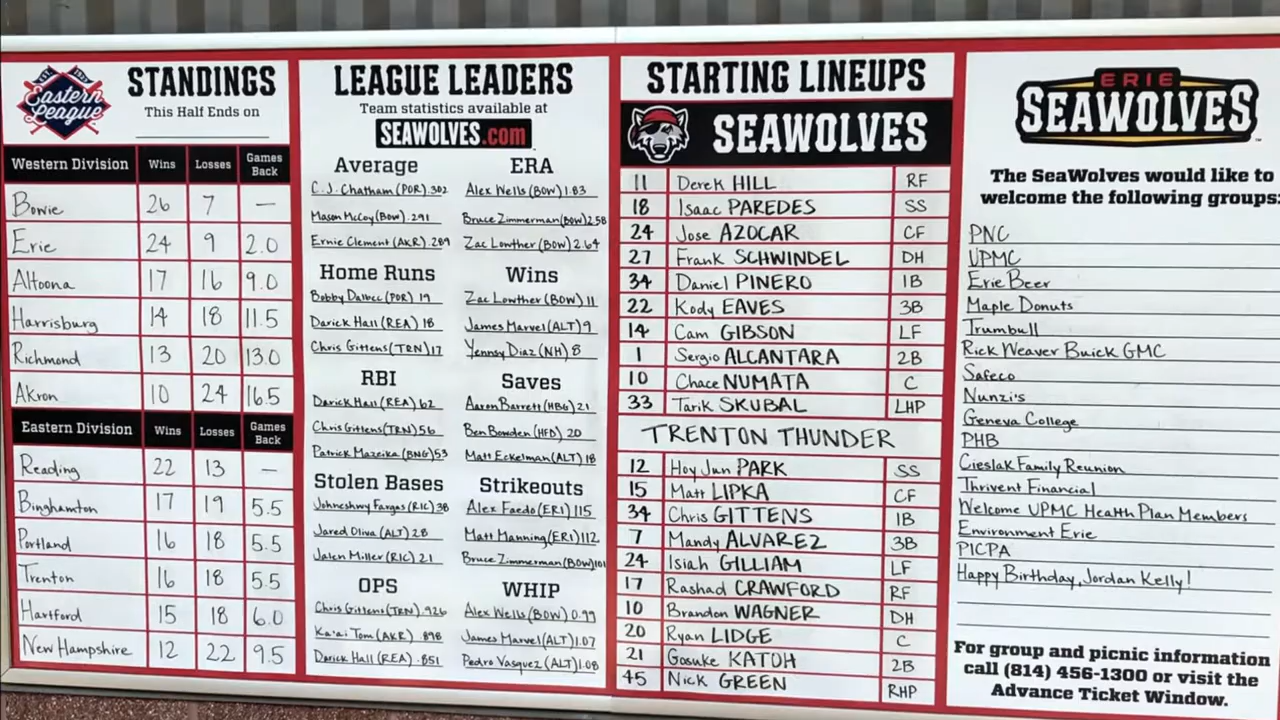 EST. 1923
Eastern
League
STANDINGS
This Half Ends on
Western Division Wins Losses Games Back
Bowie 26 7 —
Erie 24 9 2.0
Altoona 17 16 9.0
Harrisburg 14 18 11.5
Richmond 13 20 13.0
Akron 10 24 16.5
Eastern Division Wins Losses Games Back
Reading 22 13 —
Binghamton 17 19 5.5
Portland 16 18 5.5
Trenton 16 18 5.5
Hartford 15 18 6.0
New Hampshire 12 22 9.5
LEAGUE LEADERS
Team statistics available at
SEAWOLVES.com
Average
C.J. Chatham (POR) .302
Mason McCoy (BOW) .291
Ernie Clement (AKR) .289
Home Runs
Bobby Dalbec (POR) 19
Darick Hall (REA) 18
Chris Gittens (TRN) 17
RBI
Darick Hall (REA) 62
Chris Gittens (TRN) 56
Patrick Mazeika (BNG) 53
Stolen Bases
Johneshwy Fargas (RIC) 38
Jared Oliva (ALT) 28
Jalen Miller (RIC) 21
OPS
Chris Gittens (TRN) .926
Ka'ai Tom (AKR) .898
Darick Hall (REA) .851
ERA
Alex Wells (BOW) 1.83
Bruce Zimmerman (BOW) 2.58
Zac Lowther (BOW) 2.64
Wins
Zac Lowther (BOW) 11
James Marvel (ALT) 9
Yennsy Diaz (NH) 8
Saves
Aaron Barrett (HBG) 21
Ben Bowden (HFD) 20
Matt Eckelman (ALT) 18
Strikeouts
Alex Faedo (ERI) 115
Matt Manning (ERI) 112
Bruce Zimmerman (BOW) 101
WHIP
Alex Wells (BOW) 0.99
James Marvel (ALT) 1.07
Pedro Vasquez (ALT) 1.08
STARTING LINEUPS
SEAWOLVES
11 Derek HILL RF
18 Isaac PAREDES SS
24 Jose AZOCAR CF
27 Frank SCHWINDEL DH
34 Daniel PINERO 1B
22 Kody EAVES 3B
14 Cam GIBSON LF
1 Sergio ALCANTARA 2B
10 Chace NUMATA C
33 Tarik SKUBAL LHP
TRENTON THUNDER
12 Hoy Jun PARK SS
15 Matt LIPKA CF
34 Chris GITTENS 1B
7 Mandy ALVAREZ 3B
24 Isiah GILLIAM LF
17 Rashad CRAWFORD RF
10 Brandon WAGNER DH
20 Ryan LIDGE C
21 Gosuke KATOH 2B
45 Nick GREEN RHP
ERIE
SEAWOLVES
The SeaWolves would like to
welcome the following groups:
PNC
UPMC
Erie Beer
Maple Donuts
Trumbull
Rick Weaver Buick GMC
Safeco
Nunzi's
Geneva College
PHB
Cieslak Family Reunion
Thrivent Financial
Welcome UPMC Health Plan Members
Environment Erie
PICPA
Happy Birthday, Jordan Kelly!
For group and picnic information
call (814) 456-1300 or visit the
Advance Ticket Window.